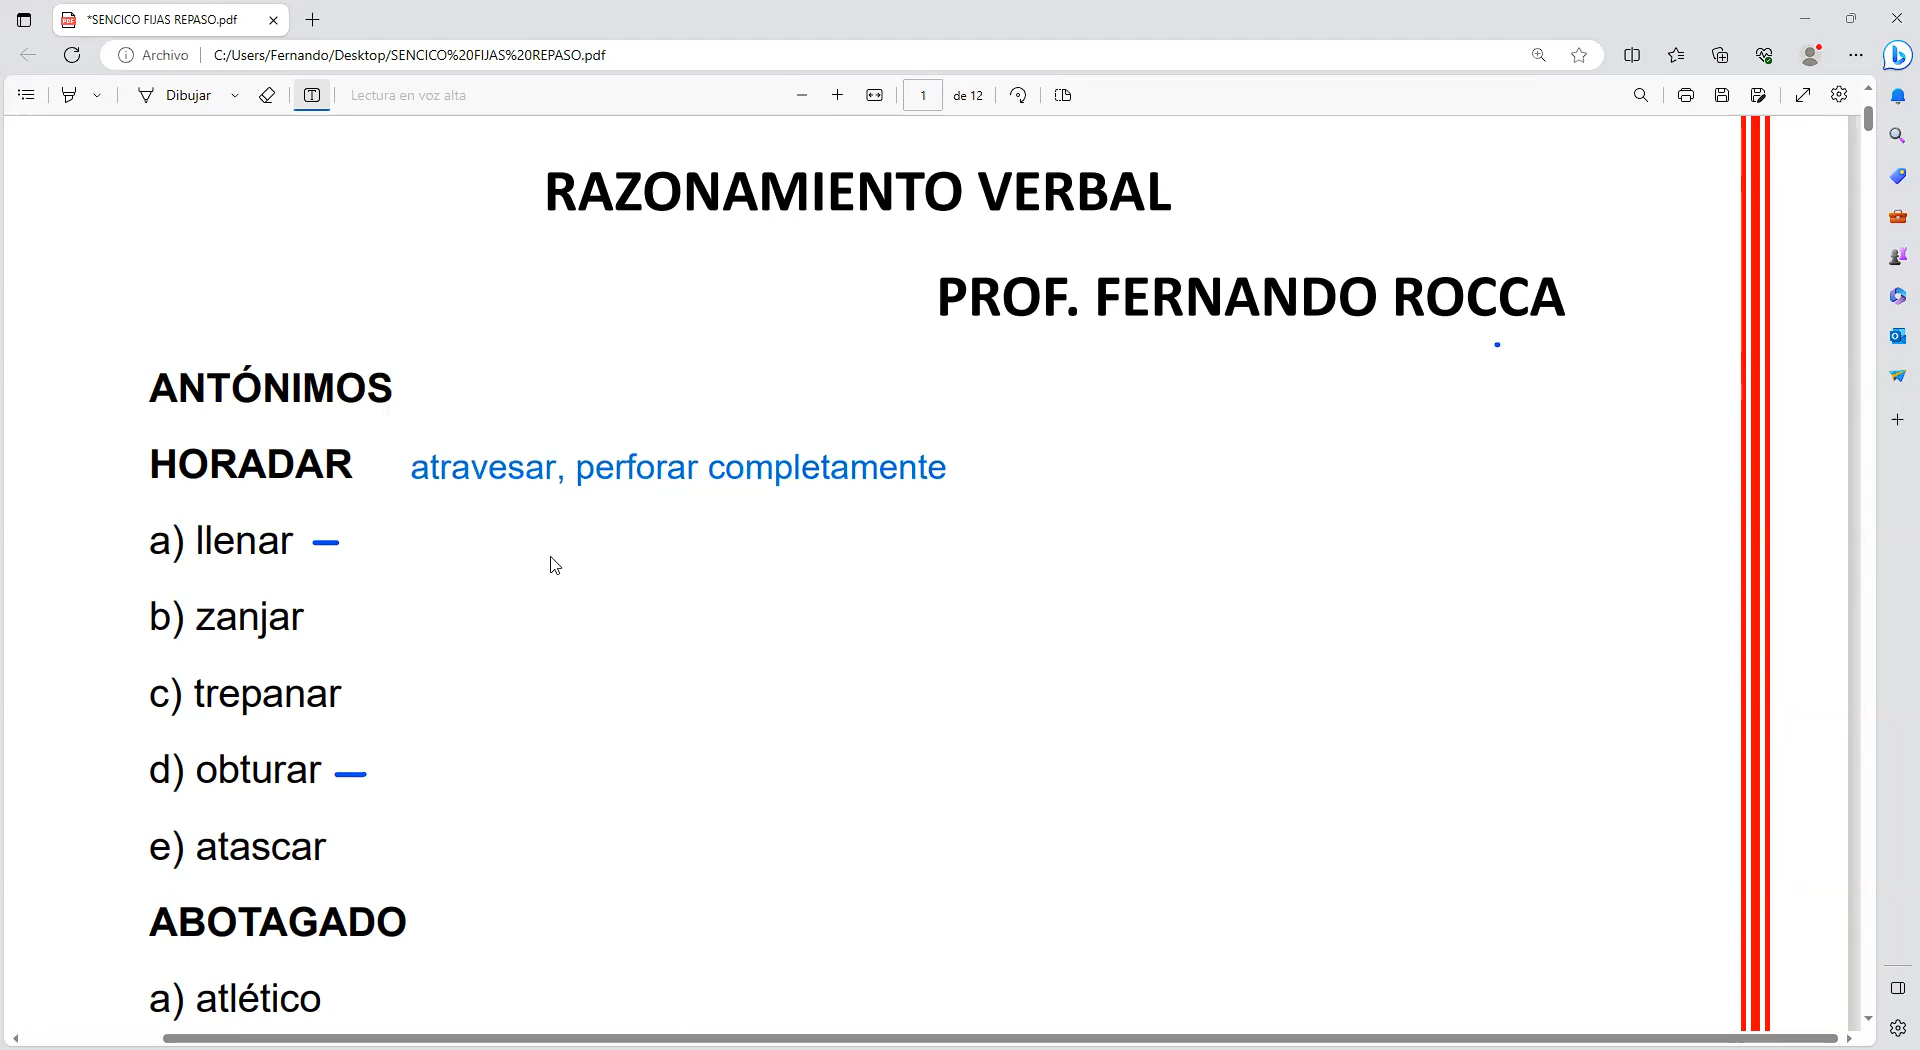 *SENCICO FIJAS REPASO.pdf
Archivo C:/Users/Fernando/Desktop/SENCICO%20FIJAS%20REPASO.pdf
Dibujar Lectura en voz alta 1 de 12
RAZONAMIENTO VERBAL
PROF. FERNANDO ROCCA
ANTÓNIMOS
HORADAR atravesar, perforar completamente
a) llenar
b) zanjar
c) trepanar
d) obturar
e) atascar
ABOTAGADO
a) atlético